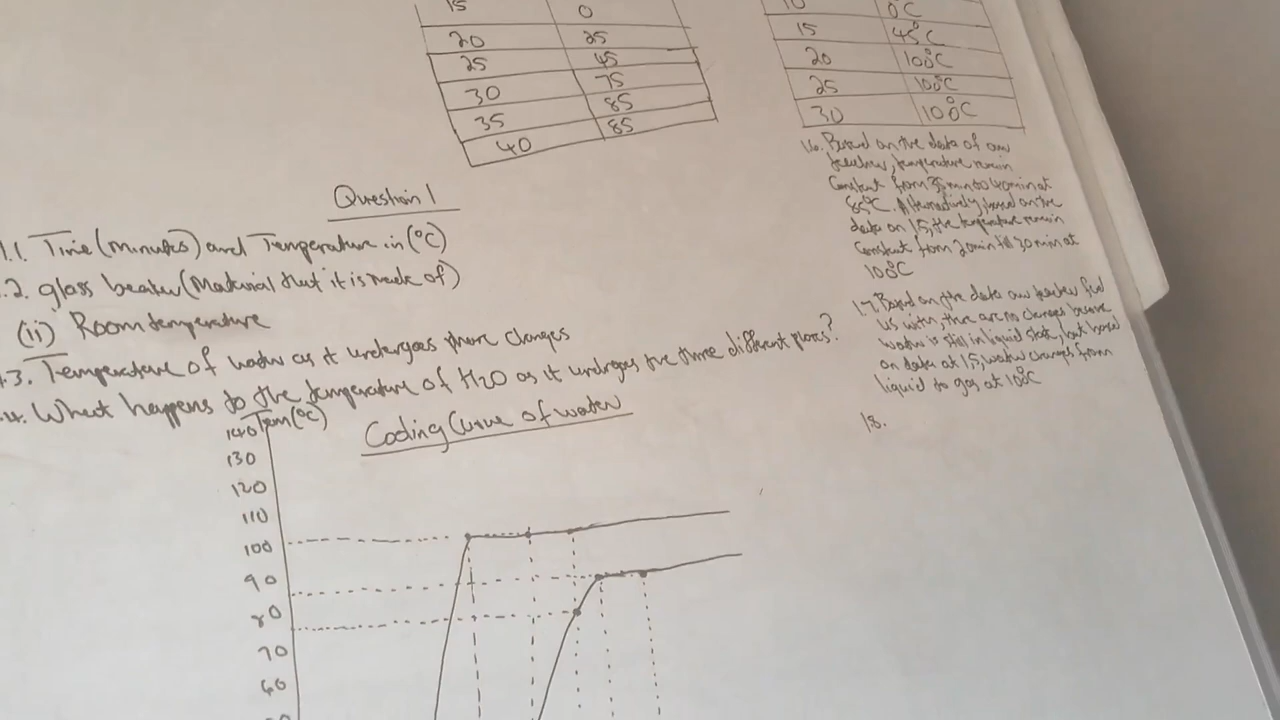 15 0
20 25
25 45
30 75
35 85
40 85
10 0°C
15 45°C
20 100°C
25 100°C
30 100°C
Question 1
1.1. Time (minutes) and Temperature in (°C)
.2. glass beaker (Material that it is made of)
(ii) Room temperature
1.3. Temperature of water as it undergoes phase changes
.4. What happens to the temperature of H2O as it undergoes the three different phases?
Cooling Curve of water
Tem (°C)
140
130
120
110
100
90
80
70
60
1.6. Based on the data of our
teacher, temperature remain
Constant from 35min to 40min at
85°C. Alternatively, based on the
data on 1.5, the temperature remain
Constant from 20min till 30min at
100°C
1.7. Based on the data our teacher
us with, there are no changes because
water is still in liquid state, but based
on data at 1.5, water changes from
liquid to gas at 100°C
1.8.